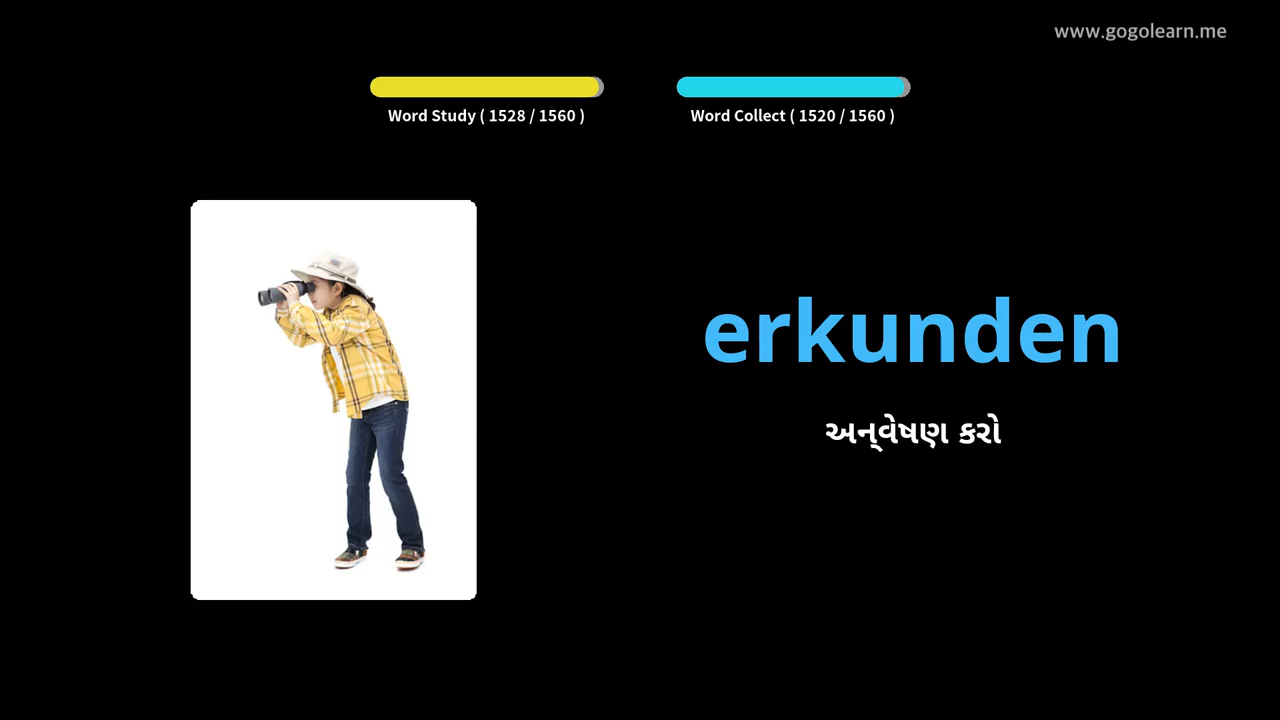 www.gogolearn.me
Word Study ( 1528 / 1560 )
Word Collect ( 1520 / 1560 )
erkunden
અન્વેષણ કરો